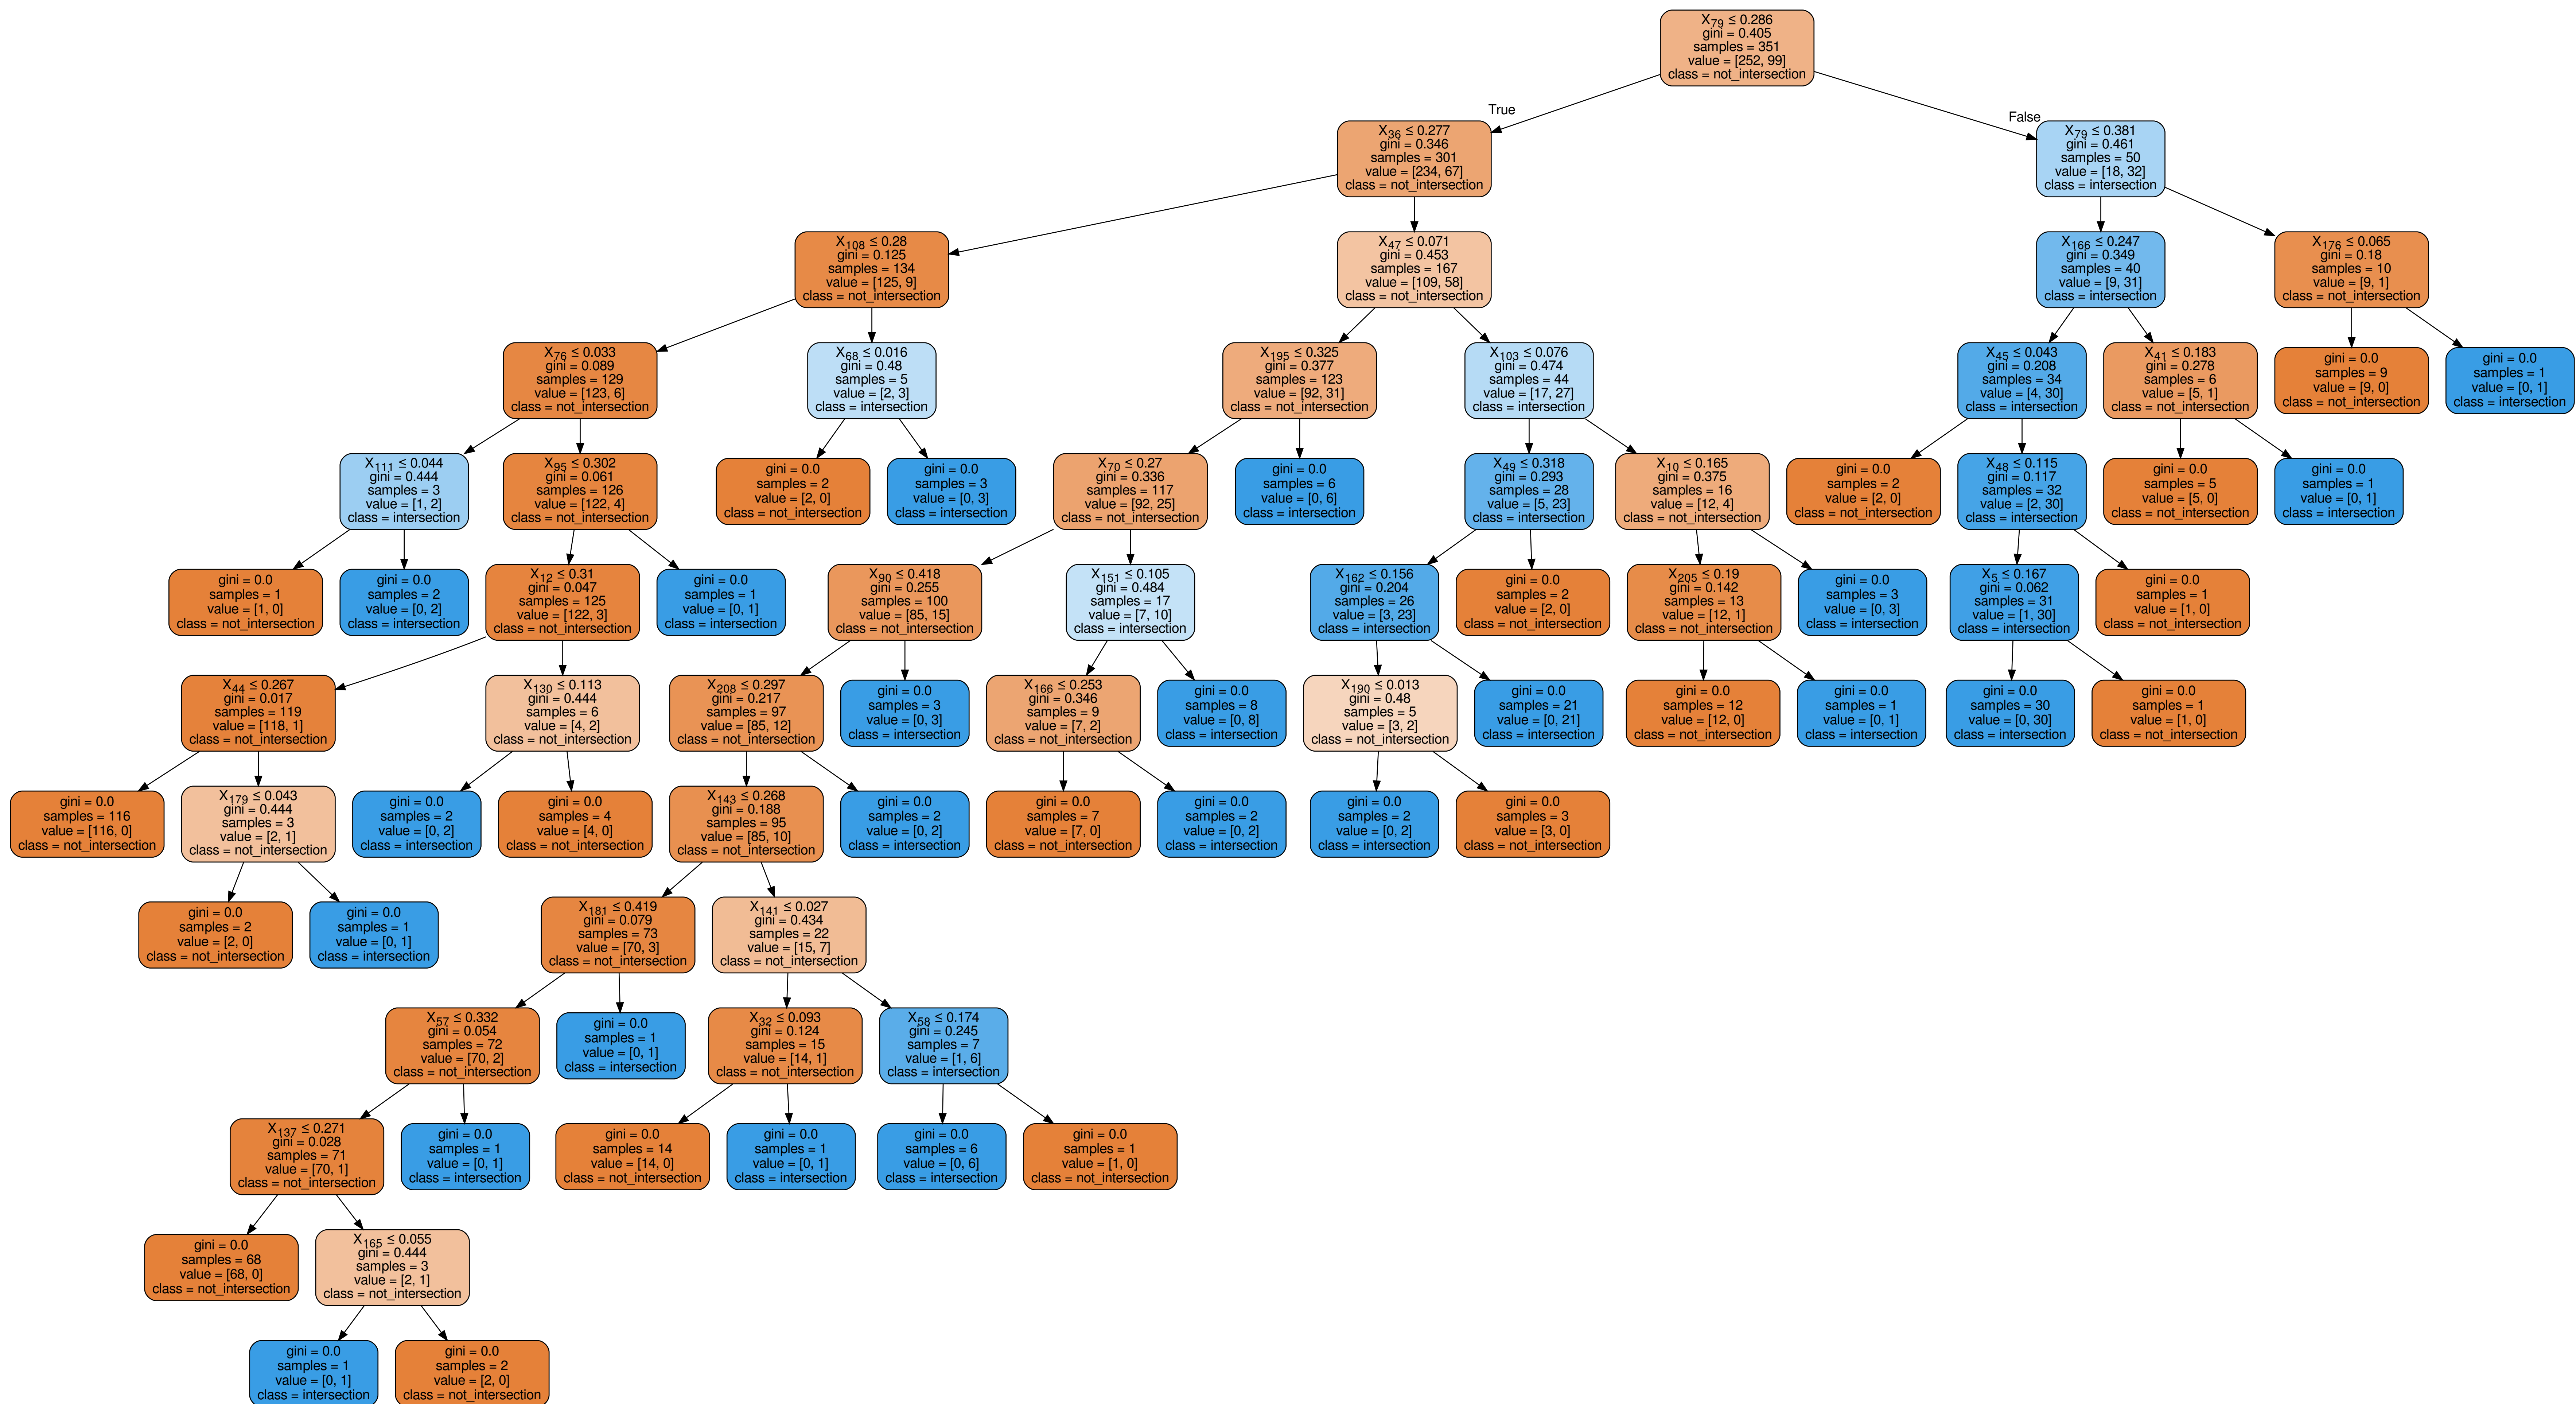 X79 ≤ 0.286
gini = 0.405
samples = 351
value = [252, 99]
class = not_intersection
True
False
X36 ≤ 0.277
gini = 0.346
samples = 301
value = [234, 67]
class = not_intersection
X79 ≤ 0.381
gini = 0.461
samples = 50
value = [18, 32]
class = intersection
X108 ≤ 0.28
gini = 0.125
samples = 134
value = [125, 9]
class = not_intersection
X47 ≤ 0.071
gini = 0.453
samples = 167
value = [109, 58]
class = not_intersection
X166 ≤ 0.247
gini = 0.349
samples = 40
value = [9, 31]
class = intersection
X176 ≤ 0.065
gini = 0.18
samples = 10
value = [9, 1]
class = not_intersection
X76 ≤ 0.033
gini = 0.089
samples = 129
value = [123, 6]
class = not_intersection
X68 ≤ 0.016
gini = 0.48
samples = 5
value = [2, 3]
class = intersection
X195 ≤ 0.325
gini = 0.377
samples = 123
value = [92, 31]
class = not_intersection
X103 ≤ 0.076
gini = 0.474
samples = 44
value = [17, 27]
class = intersection
X45 ≤ 0.043
gini = 0.208
samples = 34
value = [4, 30]
class = intersection
X41 ≤ 0.183
gini = 0.278
samples = 6
value = [5, 1]
class = not_intersection
gini = 0.0
samples = 9
value = [9, 0]
class = not_intersection
gini = 0.0
samples = 1
value = [0, 1]
class = intersection
X111 ≤ 0.044
gini = 0.444
samples = 3
value = [1, 2]
class = intersection
X95 ≤ 0.302
gini = 0.061
samples = 126
value = [122, 4]
class = not_intersection
gini = 0.0
samples = 2
value = [2, 0]
class = not_intersection
gini = 0.0
samples = 3
value = [0, 3]
class = intersection
X70 ≤ 0.27
gini = 0.336
samples = 117
value = [92, 25]
class = not_intersection
gini = 0.0
samples = 6
value = [0, 6]
class = intersection
X49 ≤ 0.318
gini = 0.293
samples = 28
value = [5, 23]
class = intersection
X10 ≤ 0.165
gini = 0.375
samples = 16
value = [12, 4]
class = not_intersection
gini = 0.0
samples = 2
value = [2, 0]
class = not_intersection
X48 ≤ 0.115
gini = 0.117
samples = 32
value = [2, 30]
class = intersection
gini = 0.0
samples = 5
value = [5, 0]
class = not_intersection
gini = 0.0
samples = 1
value = [0, 1]
class = intersection
gini = 0.0
samples = 1
value = [1, 0]
class = not_intersection
gini = 0.0
samples = 2
value = [0, 2]
class = intersection
X12 ≤ 0.31
gini = 0.047
samples = 125
value = [122, 3]
class = not_intersection
gini = 0.0
samples = 1
value = [0, 1]
class = intersection
X90 ≤ 0.418
gini = 0.255
samples = 100
value = [85, 15]
class = not_intersection
X151 ≤ 0.105
gini = 0.484
samples = 17
value = [7, 10]
class = intersection
X162 ≤ 0.156
gini = 0.204
samples = 26
value = [3, 23]
class = intersection
gini = 0.0
samples = 2
value = [2, 0]
class = not_intersection
X205 ≤ 0.19
gini = 0.142
samples = 13
value = [12, 1]
class = not_intersection
gini = 0.0
samples = 3
value = [0, 3]
class = intersection
X5 ≤ 0.167
gini = 0.062
samples = 31
value = [1, 30]
class = intersection
gini = 0.0
samples = 1
value = [1, 0]
class = not_intersection
X44 ≤ 0.267
gini = 0.017
samples = 119
value = [118, 1]
class = not_intersection
X130 ≤ 0.113
gini = 0.444
samples = 6
value = [4, 2]
class = not_intersection
X208 ≤ 0.297
gini = 0.217
samples = 97
value = [85, 12]
class = not_intersection
gini = 0.0
samples = 3
value = [0, 3]
class = intersection
X166 ≤ 0.253
gini = 0.346
samples = 9
value = [7, 2]
class = not_intersection
gini = 0.0
samples = 8
value = [0, 8]
class = intersection
X190 ≤ 0.013
gini = 0.48
samples = 5
value = [3, 2]
class = not_intersection
gini = 0.0
samples = 21
value = [0, 21]
class = intersection
gini = 0.0
samples = 12
value = [12, 0]
class = not_intersection
gini = 0.0
samples = 1
value = [0, 1]
class = intersection
gini = 0.0
samples = 30
value = [0, 30]
class = intersection
gini = 0.0
samples = 1
value = [1, 0]
class = not_intersection
gini = 0.0
samples = 116
value = [116, 0]
class = not_intersection
X179 ≤ 0.043
gini = 0.444
samples = 3
value = [2, 1]
class = not_intersection
gini = 0.0
samples = 2
value = [0, 2]
class = intersection
gini = 0.0
samples = 4
value = [4, 0]
class = not_intersection
X143 ≤ 0.268
gini = 0.188
samples = 95
value = [85, 10]
class = not_intersection
gini = 0.0
samples = 2
value = [0, 2]
class = intersection
gini = 0.0
samples = 7
value = [7, 0]
class = not_intersection
gini = 0.0
samples = 2
value = [0, 2]
class = intersection
gini = 0.0
samples = 2
value = [0, 2]
class = intersection
gini = 0.0
samples = 3
value = [3, 0]
class = not_intersection
gini = 0.0
samples = 2
value = [2, 0]
class = not_intersection
gini = 0.0
samples = 1
value = [0, 1]
class = intersection
X181 ≤ 0.419
gini = 0.079
samples = 73
value = [70, 3]
class = not_intersection
X141 ≤ 0.027
gini = 0.434
samples = 22
value = [15, 7]
class = not_intersection
X57 ≤ 0.332
gini = 0.054
samples = 72
value = [70, 2]
class = not_intersection
gini = 0.0
samples = 1
value = [0, 1]
class = intersection
X32 ≤ 0.093
gini = 0.124
samples = 15
value = [14, 1]
class = not_intersection
X58 ≤ 0.174
gini = 0.245
samples = 7
value = [1, 6]
class = intersection
X137 ≤ 0.271
gini = 0.028
samples = 71
value = [70, 1]
class = not_intersection
gini = 0.0
samples = 1
value = [0, 1]
class = intersection
gini = 0.0
samples = 14
value = [14, 0]
class = not_intersection
gini = 0.0
samples = 1
value = [0, 1]
class = intersection
gini = 0.0
samples = 6
value = [0, 6]
class = intersection
gini = 0.0
samples = 1
value = [1, 0]
class = not_intersection
gini = 0.0
samples = 68
value = [68, 0]
class = not_intersection
X165 ≤ 0.055
gini = 0.444
samples = 3
value = [2, 1]
class = not_intersection
gini = 0.0
samples = 1
value = [0, 1]
class = intersection
gini = 0.0
samples = 2
value = [2, 0]
class = not_intersection